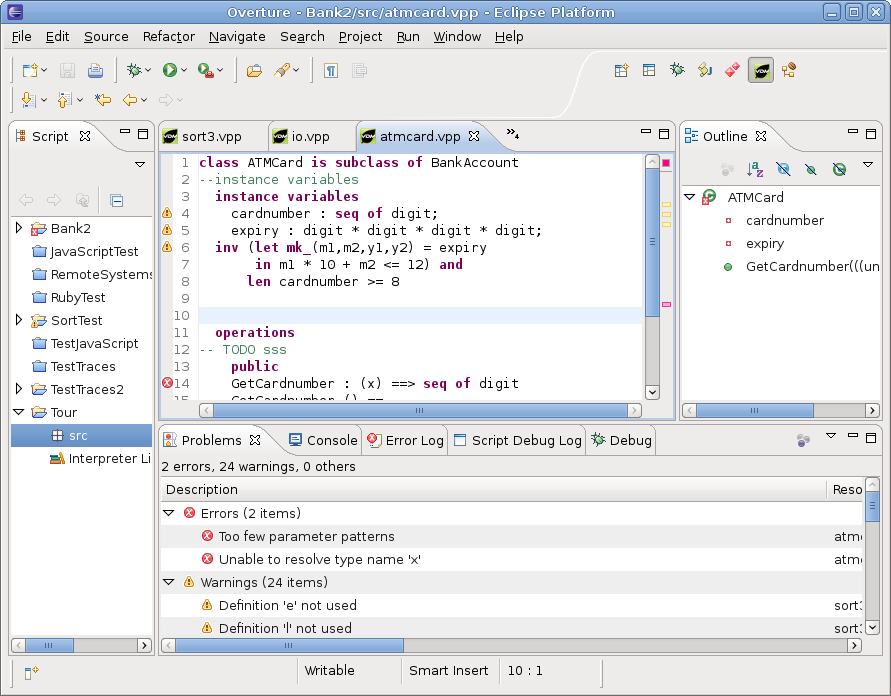 Overture - Bank2/src/atmcard.vpp - Eclipse Platform
File Edit Source Refactor Navigate Search Project Run Window Help
Script
Bank2
JavaScriptTest
RemoteSystems
RubyTest
SortTest
TestJavaScript
TestTraces
TestTraces2
Tour
src
Interpreter Li
sort3.vpp io.vpp atmcard.vpp »4
1 class ATMCard is subclass of BankAccount
2 --instance variables
3 instance variables
4 cardnumber : seq of digit;
5 expiry : digit * digit * digit * digit;
6 inv (let mk_(m1,m2,y1,y2) = expiry
7 in m1 * 10 + m2 <= 12) and
8 len cardnumber >= 8
9
10
11 operations
12 -- TODO sss
13 public
14 GetCardnumber : (x) ==> seq of digit
15 GetCardnumber () ==
Outline
ATMCard
cardnumber
expiry
GetCardnumber(((un
Problems Console Error Log Script Debug Log Debug
2 errors, 24 warnings, 0 others
Description Reso
Errors (2 items)
Too few parameter patterns atmc
Unable to resolve type name 'x' atmc
Warnings (24 items)
Definition 'e' not used sort3
Definition 'l' not used sort3
Writable Smart Insert 10 : 1